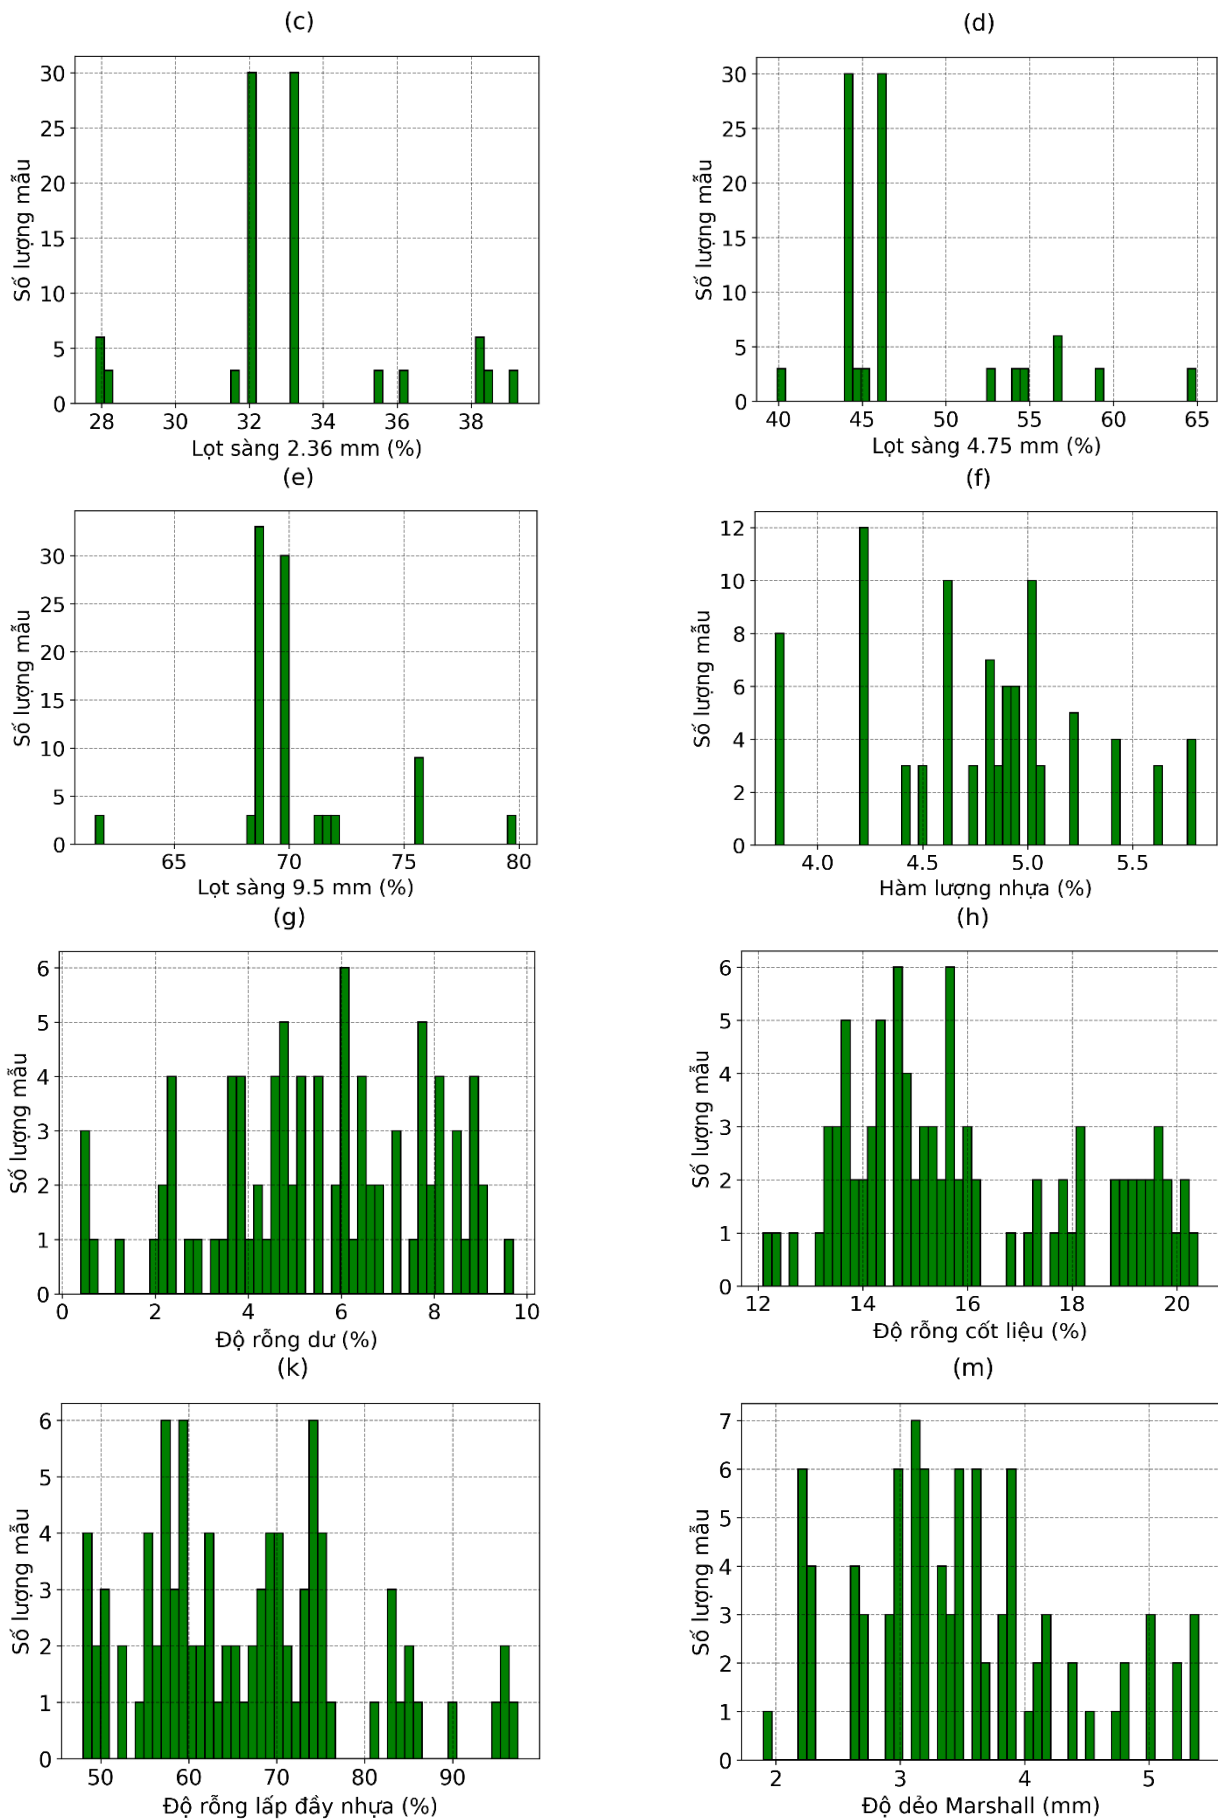 (c)
(d)
30
25
20
15
10
5
0
Số lượng mẫu
28 30 32 34 36 38
Lọt sàng 2.36 mm (%)
30
25
20
15
10
5
0
Số lượng mẫu
40 45 50 55 60 65
Lọt sàng 4.75 mm (%)
(e)
(f)
30
25
20
15
10
5
0
Số lượng mẫu
65 70 75 80
Lọt sàng 9.5 mm (%)
12
10
8
6
4
2
0
Số lượng mẫu
4.0 4.5 5.0 5.5
Hàm lượng nhựa (%)
(g)
(h)
6
5
4
3
2
1
0
Số lượng mẫu
0 2 4 6 8 10
Độ rỗng dư (%)
6
5
4
3
2
1
0
Số lượng mẫu
12 14 16 18 20
Độ rỗng cốt liệu (%)
(k)
(m)
6
5
4
3
2
1
0
Số lượng mẫu
50 60 70 80 90
Độ rỗng lấp đầy nhựa (%)
7
6
5
4
3
2
1
0
Số lượng mẫu
2 3 4 5
Độ dẻo Marshall (mm)